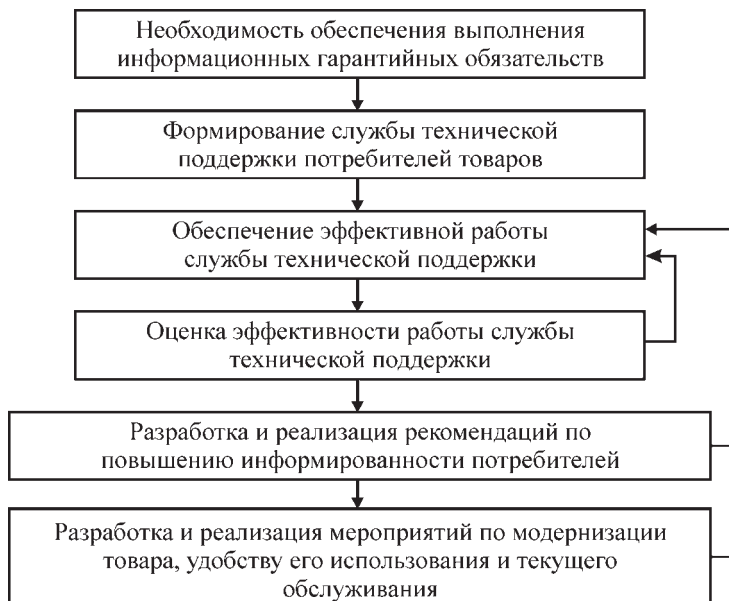 Необходимость обеспечения выполнения
информационных гарантийных обязательств
Формирование службы технической
поддержки потребителей товаров
Обеспечение эффективной работы
службы технической поддержки
Оценка эффективности работы службы
технической поддержки
Разработка и реализация рекомендаций по
повышению информированности потребителей
Разработка и реализация мероприятий по модернизации
товара, удобству его использования и текущего
обслуживания